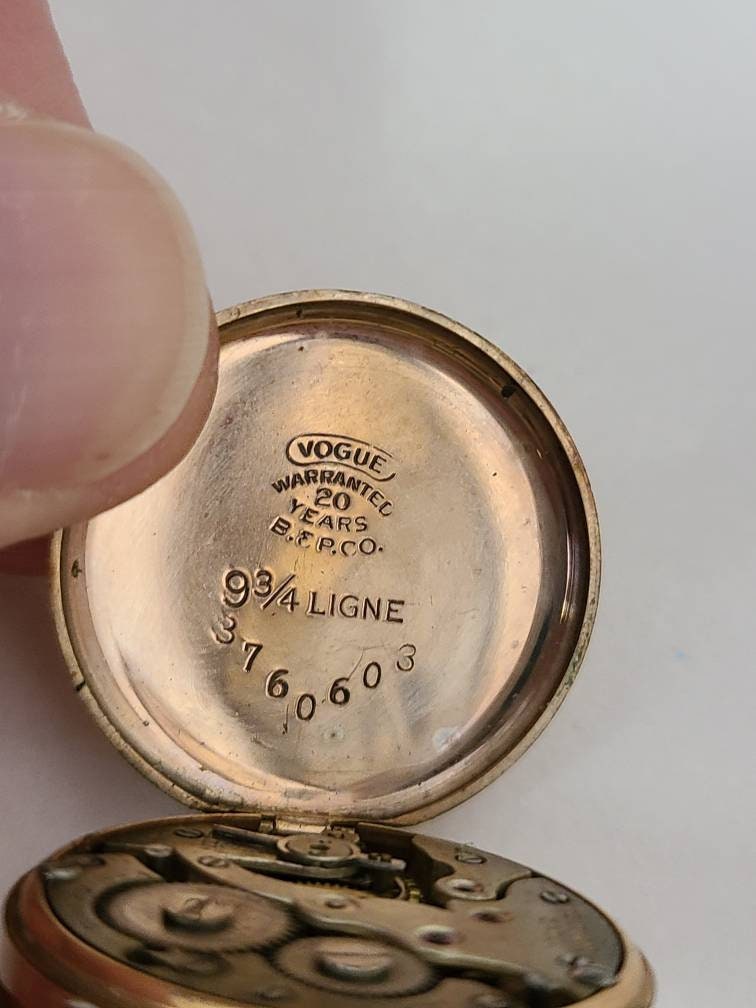 VOGUE
WARRANTED
20
YEARS
B.&P.CO.
9¾ LIGNE
3760603